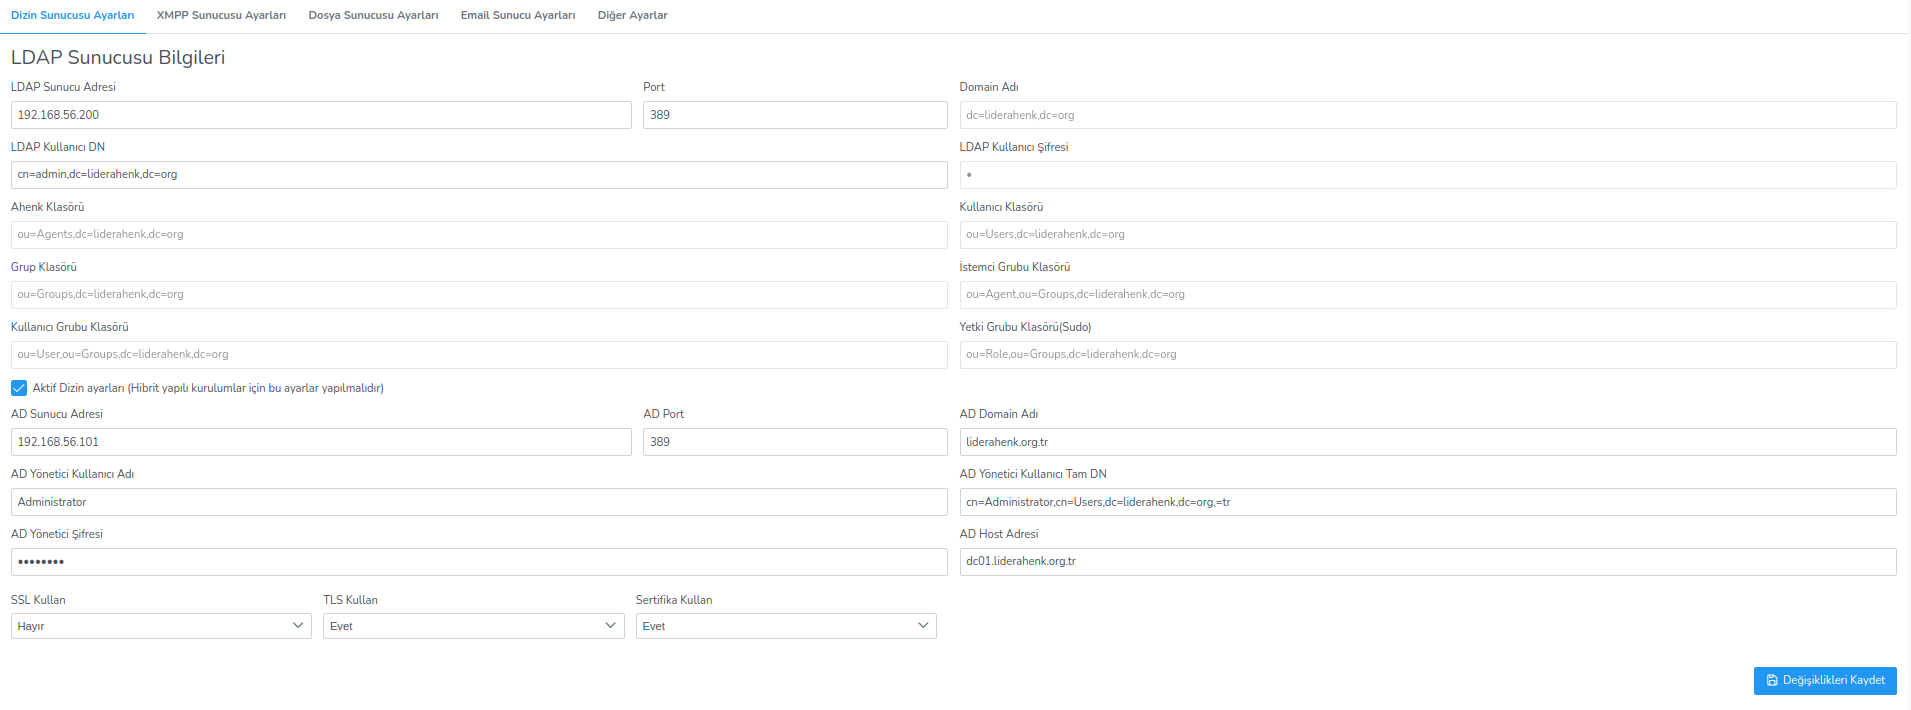 Dizin Sunucusu Ayarları XMPP Sunucusu Ayarları Dosya Sunucusu Ayarları Email Sunucu Ayarları Diğer Ayarlar
LDAP Sunucusu Bilgileri
LDAP Sunucu Adresi Port Domain Adı
192.168.56.200 389 dc=liderahenk,dc=org
LDAP Kullanıcı DN LDAP Kullanıcı Şifresi
cn=admin,dc=liderahenk,dc=org •
Ahenk Klasörü Kullanıcı Klasörü
ou=Agents,dc=liderahenk,dc=org ou=Users,dc=liderahenk,dc=org
Grup Klasörü İstemci Grubu Klasörü
ou=Groups,dc=liderahenk,dc=org ou=Agent,ou=Groups,dc=liderahenk,dc=org
Kullanıcı Grubu Klasörü Yetki Grubu Klasörü(Sudo)
ou=User,ou=Groups,dc=liderahenk,dc=org ou=Role,ou=Groups,dc=liderahenk,dc=org
Aktif Dizin ayarları (Hibrit yapılı kurulumlar için bu ayarlar yapılmalıdır)
AD Sunucu Adresi AD Port AD Domain Adı
192.168.56.101 389 liderahenk.org.tr
AD Yönetici Kullanıcı Adı AD Yönetici Kullanıcı Tam DN
Administrator cn=Administrator,cn=Users,dc=liderahenk,dc=org,=tr
AD Yönetici Şifresi AD Host Adresi
•••••••• dc01.liderahenk.org.tr
SSL Kullan TLS Kullan Sertifika Kullan
Hayır Evet Evet
Değişiklikleri Kaydet